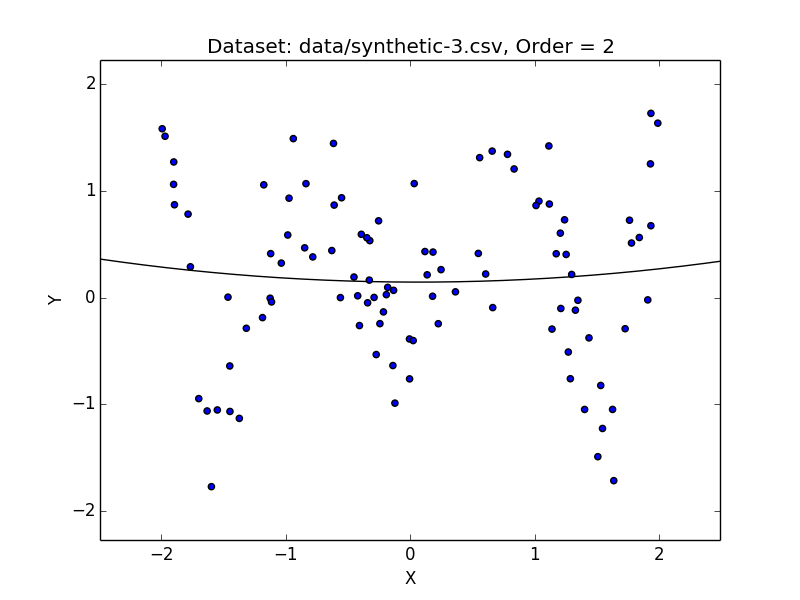 Dataset: data/synthetic-3.csv, Order = 2
2
1
0
−1
−2
Y
−2 −1 0 1 2
X